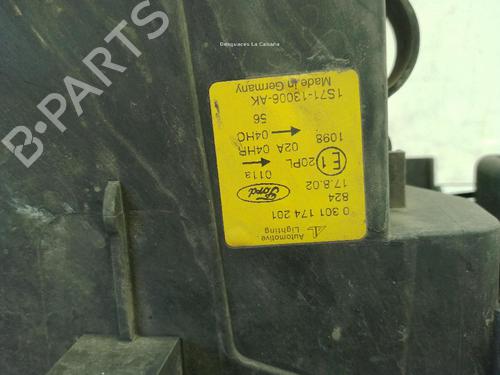 Desguaces La Cabaña
Automotive
Lighting
0 301 174 201
824
17.8.02
Ford
011a
E1
20PL
02A 04HR
04HC
1098
56
1S71-13006-AK
Made in Germany
PARTS